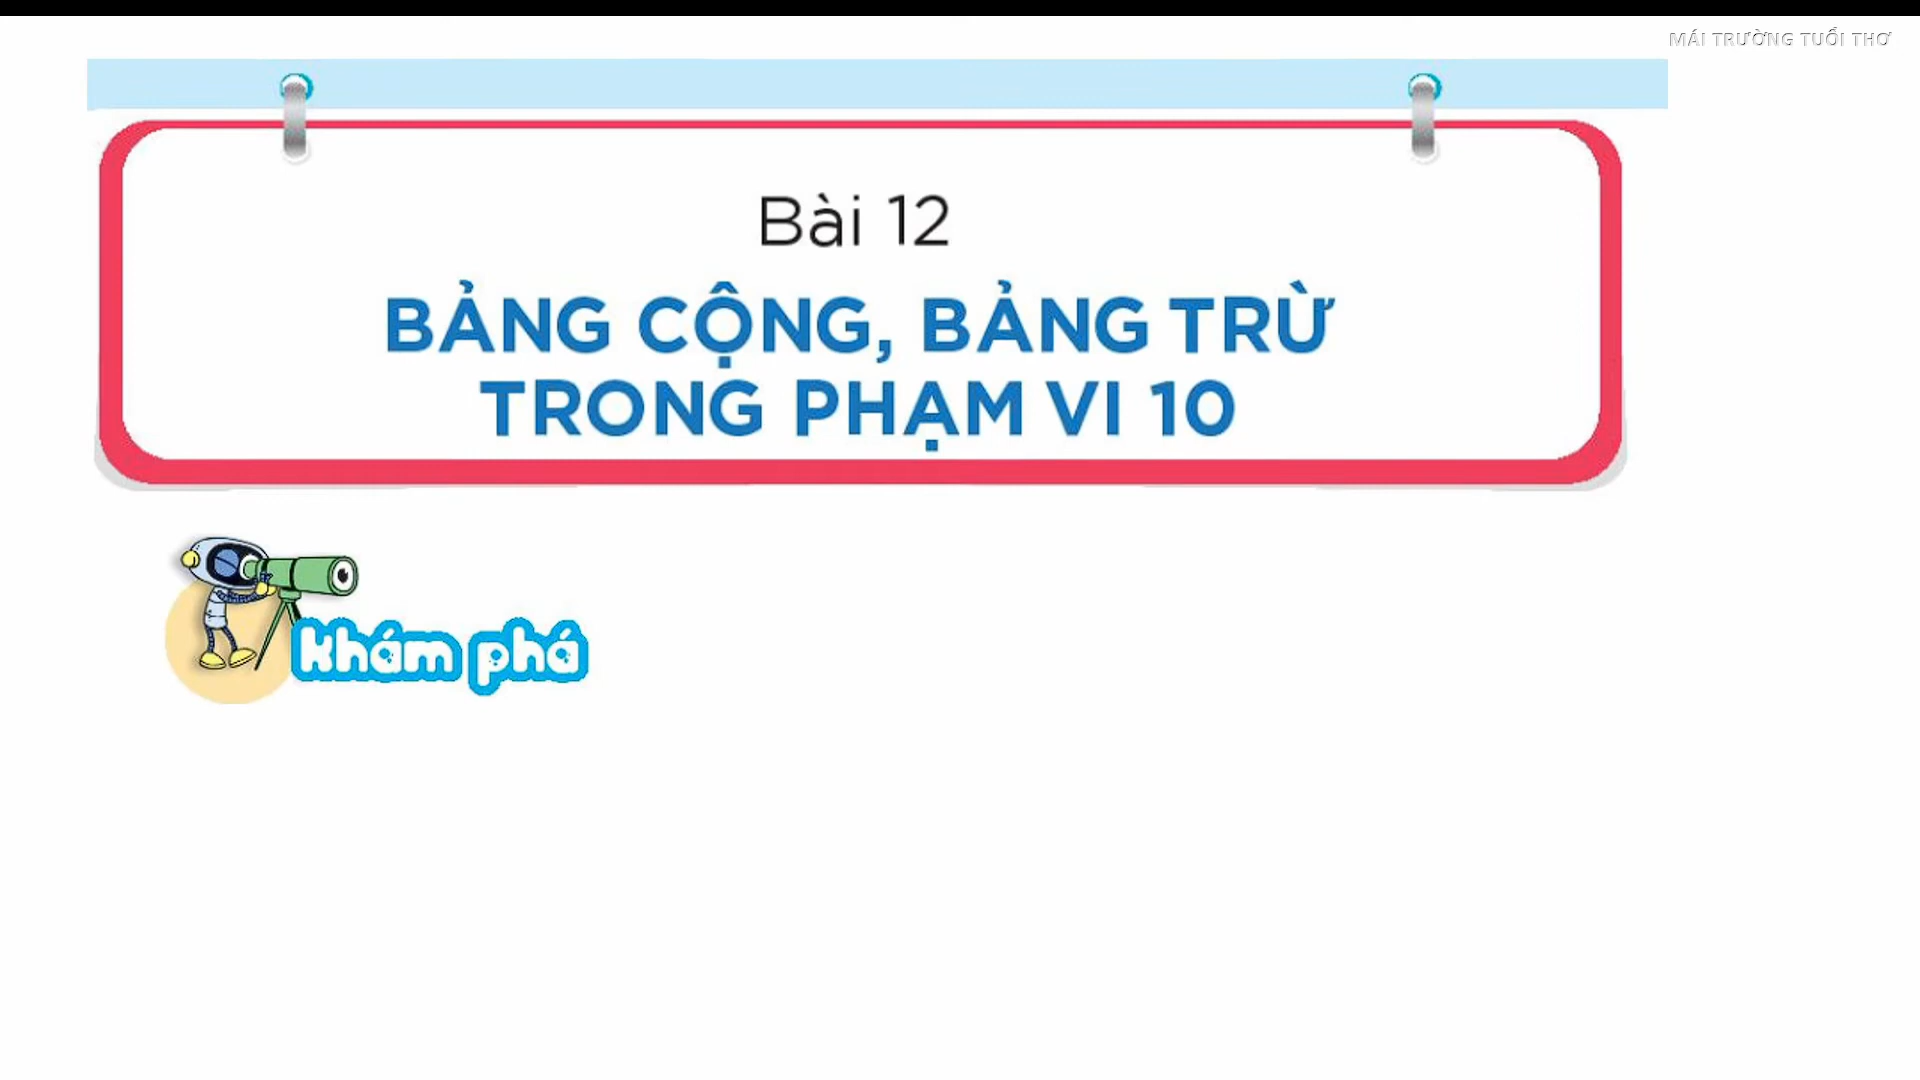 MÁI TRƯỜNG TUỔI THƠ
Bài 12
BẢNG CỘNG, BẢNG TRỪ
TRONG PHẠM VI 10
Khám phá